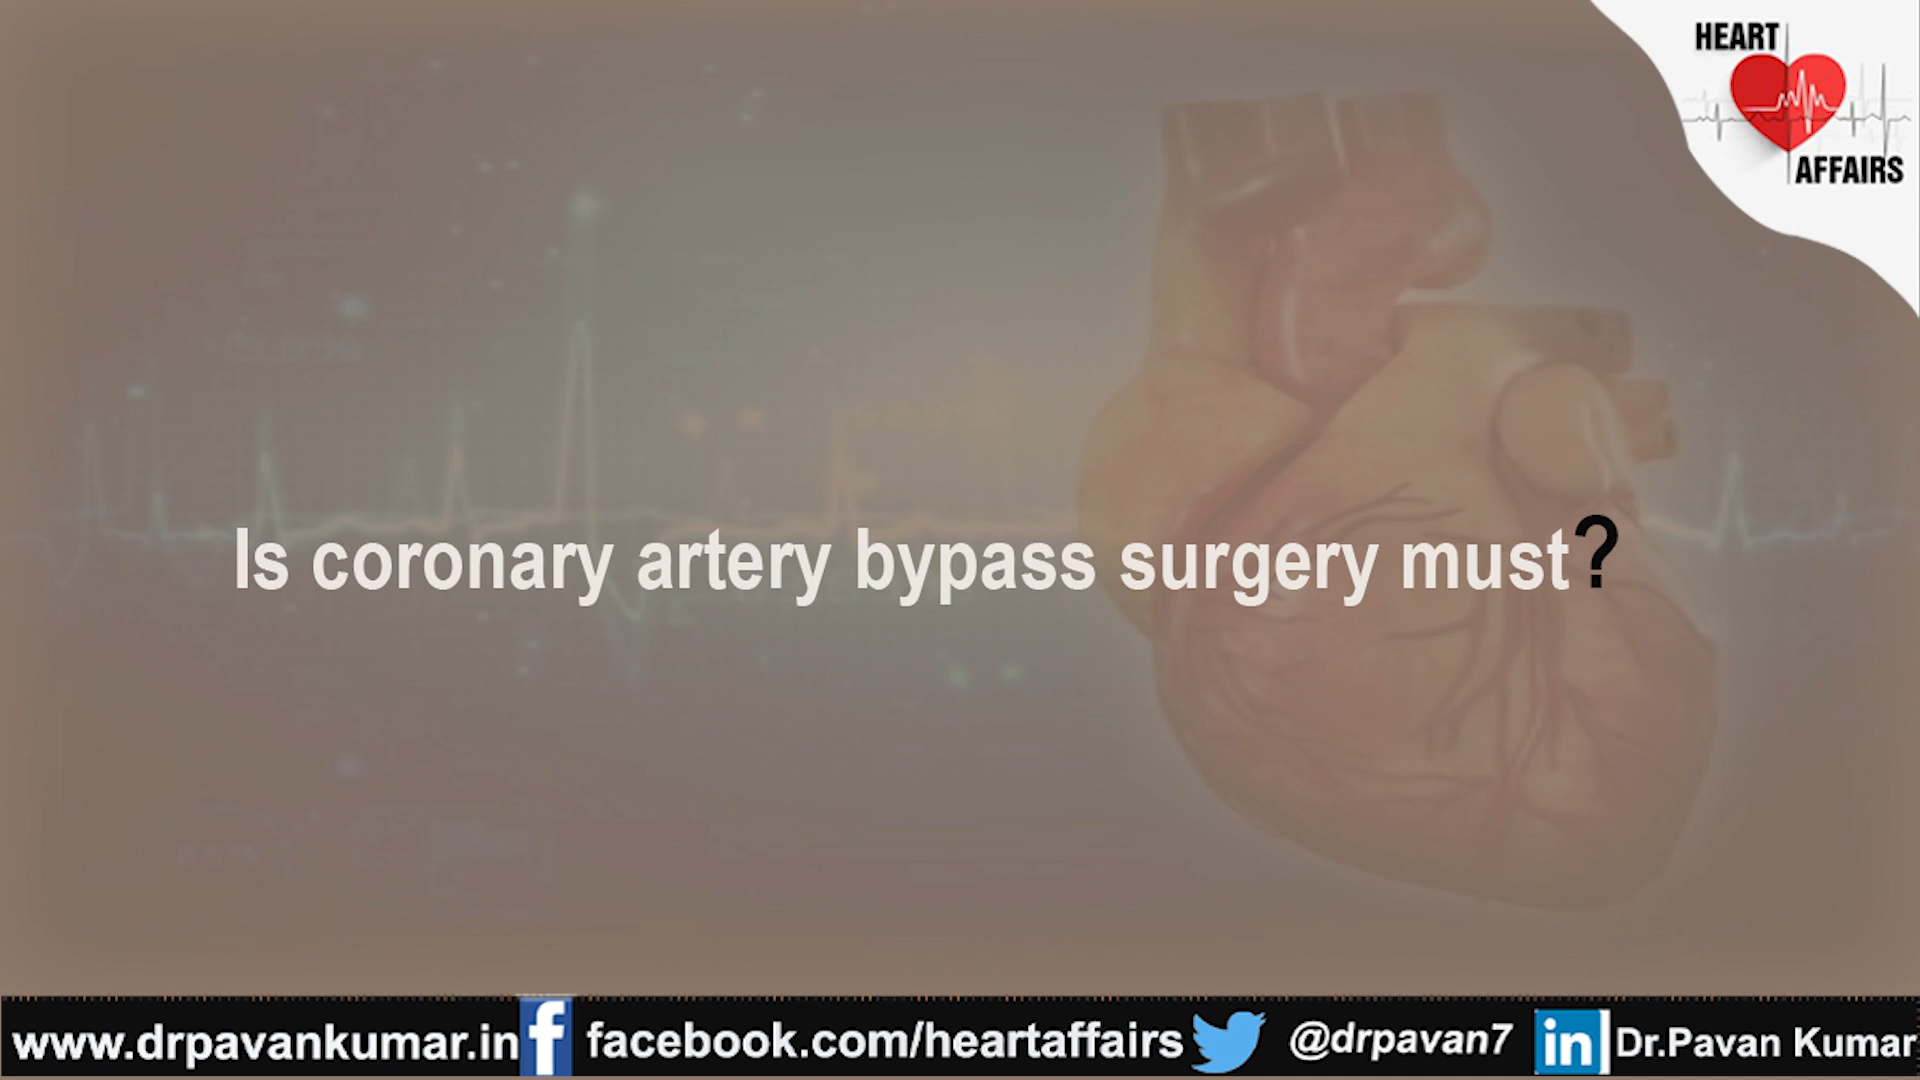 HEART
AFFAIRS
Is coronary artery bypass surgery must?
www.drpavankumar.in f facebook.com/heartaffairs @drpavan7 in Dr.Pavan Kumar